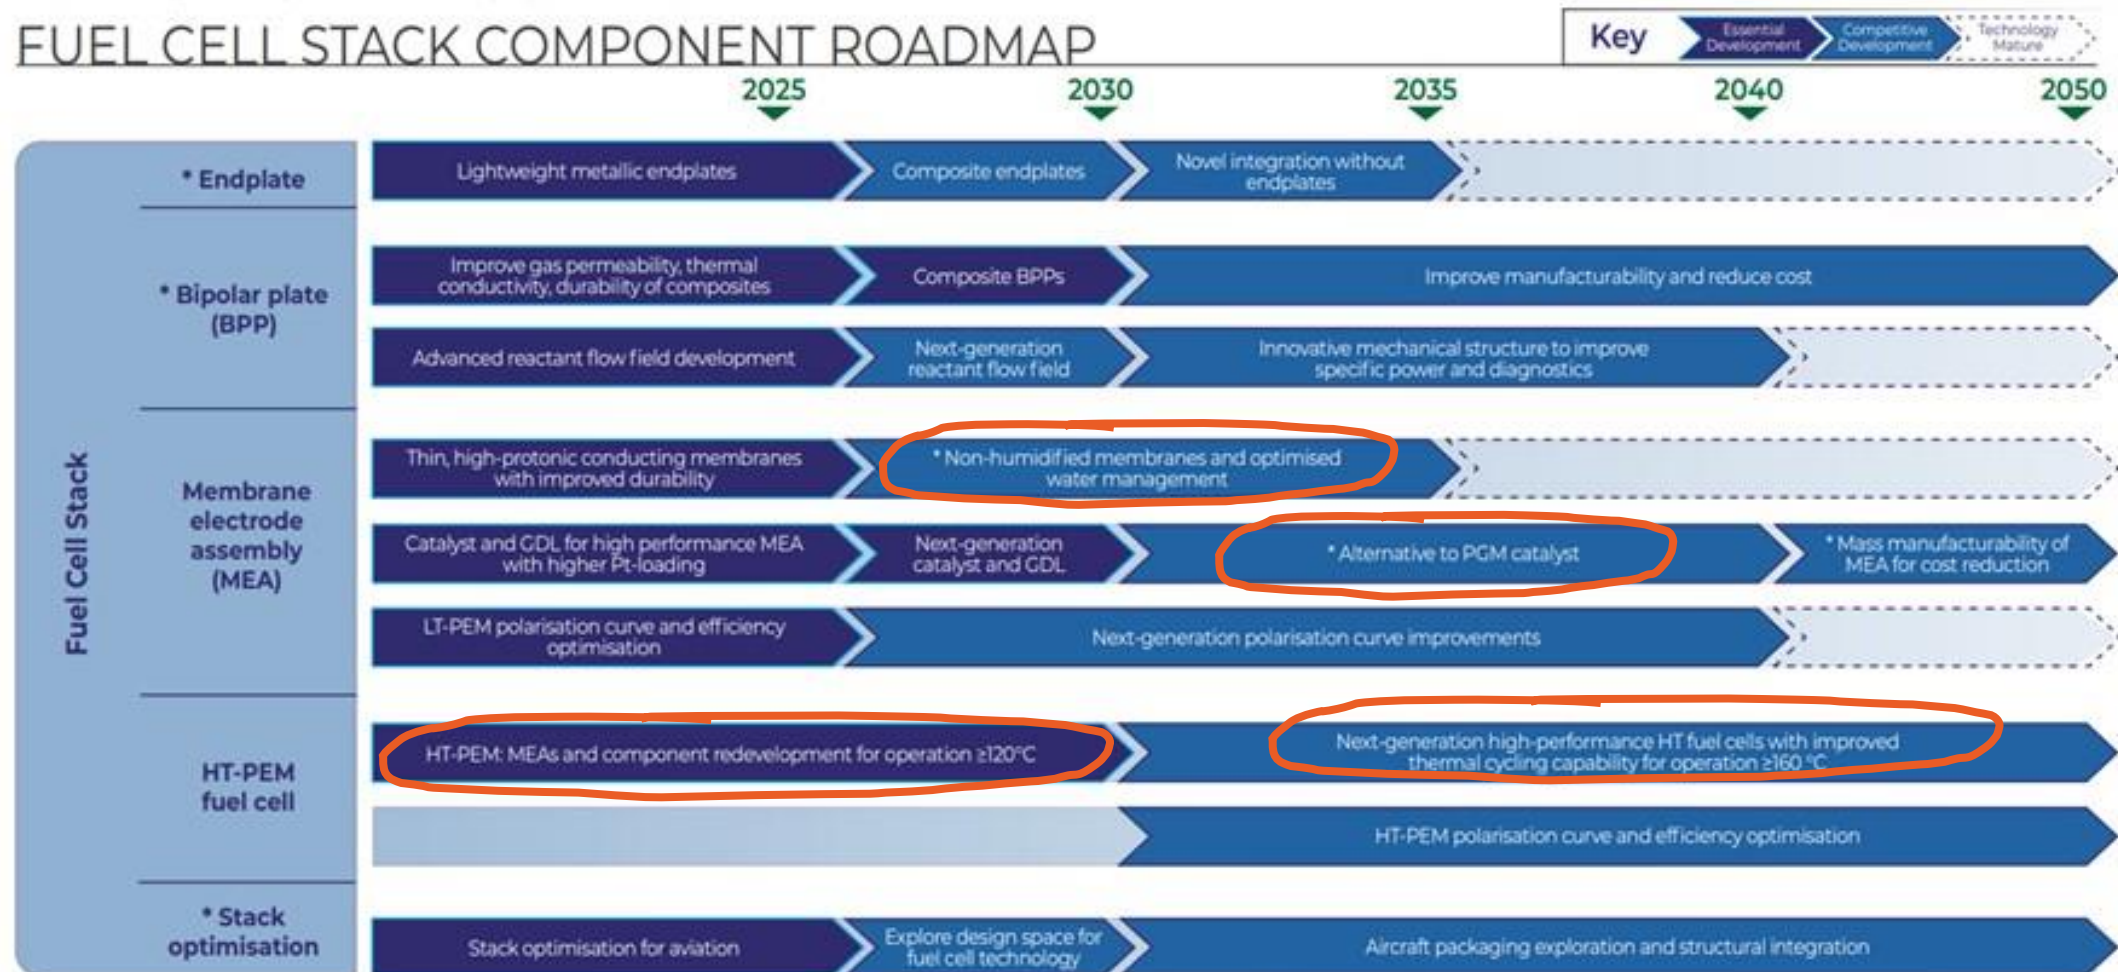 FUEL CELL STACK COMPONENT ROADMAP
Key
Essential
Development
Competitive
Development
Technology
Mature
2025
2030
2035
2040
2050
Fuel Cell Stack
* Endplate
Lightweight metallic endplates
Composite endplates
Novel integration without
endplates
* Bipolar plate
(BPP)
Improve gas permeability, thermal
conductivity, durability of composites
Composite BPPs
Improve manufacturability and reduce cost
Advanced reactant flow field development
Next-generation
reactant flow field
Innovative mechanical structure to improve
specific power and diagnostics
Membrane
electrode
assembly
(MEA)
Thin, high-protonic conducting membranes
with improved durability
* Non-humidified membranes and optimised
water management
Catalyst and GDL for high performance MEA
with higher Pt-loading
Next-generation
catalyst and GDL
* Alternative to PGM catalyst
* Mass manufacturability of
MEA for cost reduction
LT-PEM polarisation curve and efficiency
optimisation
Next-generation polarisation curve improvements
HT-PEM
fuel cell
HT-PEM: MEAs and component redevelopment for operation ≥120°C
Next-generation high-performance HT fuel cells with improved
thermal cycling capability for operation ≥160 °C
HT-PEM polarisation curve and efficiency optimisation
* Stack
optimisation
Stack optimisation for aviation
Explore design space for
fuel cell technology
Aircraft packaging exploration and structural integration